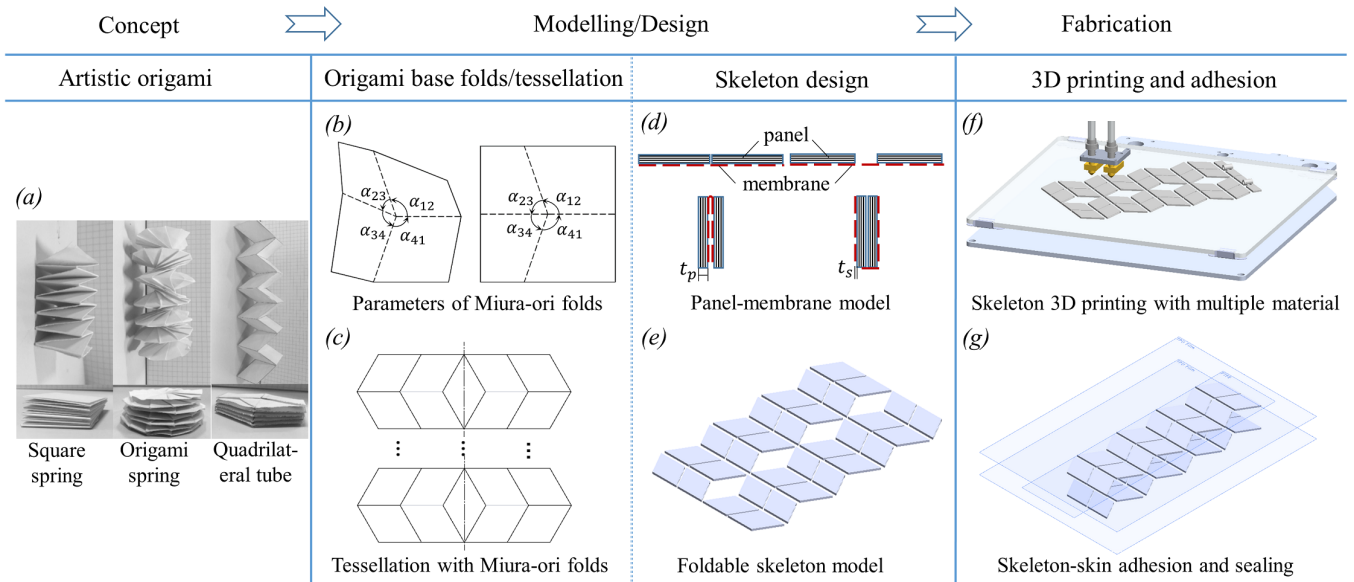 Concept
Modelling/Design
Fabrication
Artistic origami
Origami base folds/tessellation
Skeleton design
3D printing and adhesion
(a)
Square
spring
Origami
spring
Quadrilat-
eral tube
(b)
α23
α12
α34
α41
α23
α12
α34
α41
Parameters of Miura-ori folds
(c)
Tessellation with Miura-ori folds
(d)
panel
membrane
tp
ts
Panel-membrane model
(e)
Foldable skeleton model
(f)
Skeleton 3D printing with multiple material
(g)
Skeleton-skin adhesion and sealing